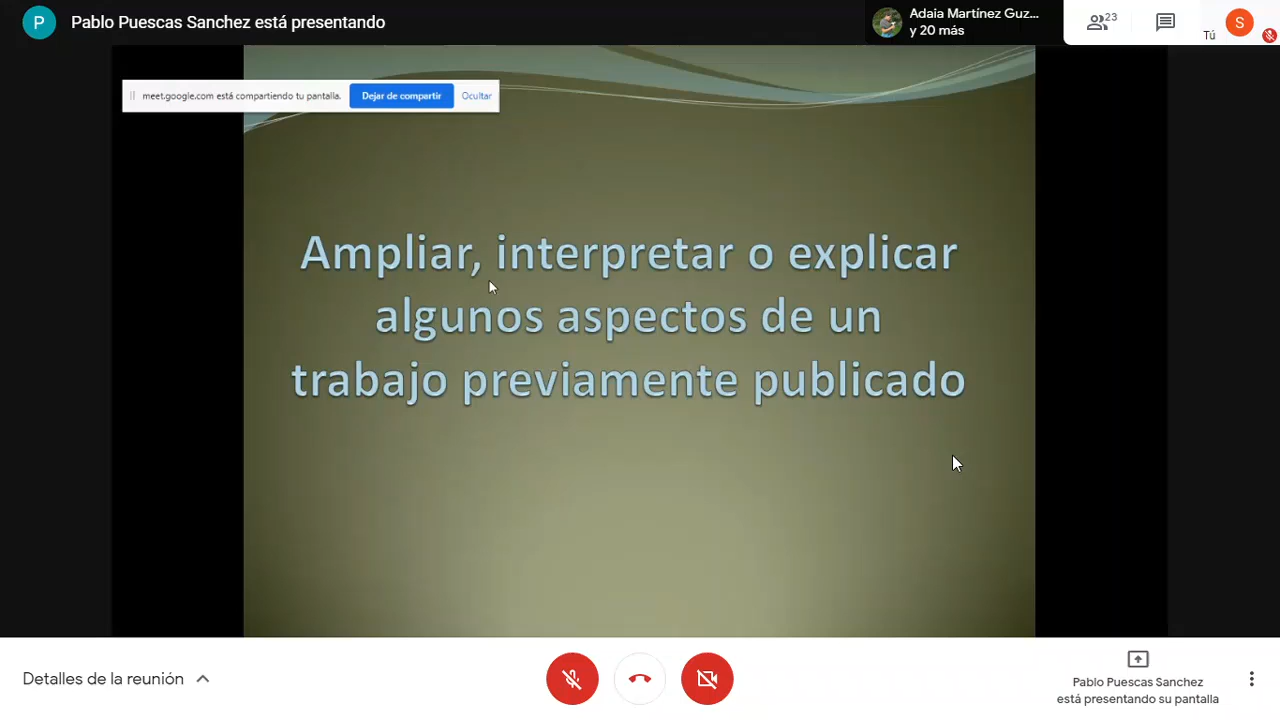 P
Pablo Puescas Sanchez está presentando
Adaia Martínez Guz...
y 20 más
23
Tú
S
meet.google.com está compartiendo tu pantalla.
Dejar de compartir
Ocultar
Ampliar, interpretar o explicar
algunos aspectos de un
trabajo previamente publicado
Detalles de la reunión
Pablo Puescas Sanchez
está presentando su pantalla